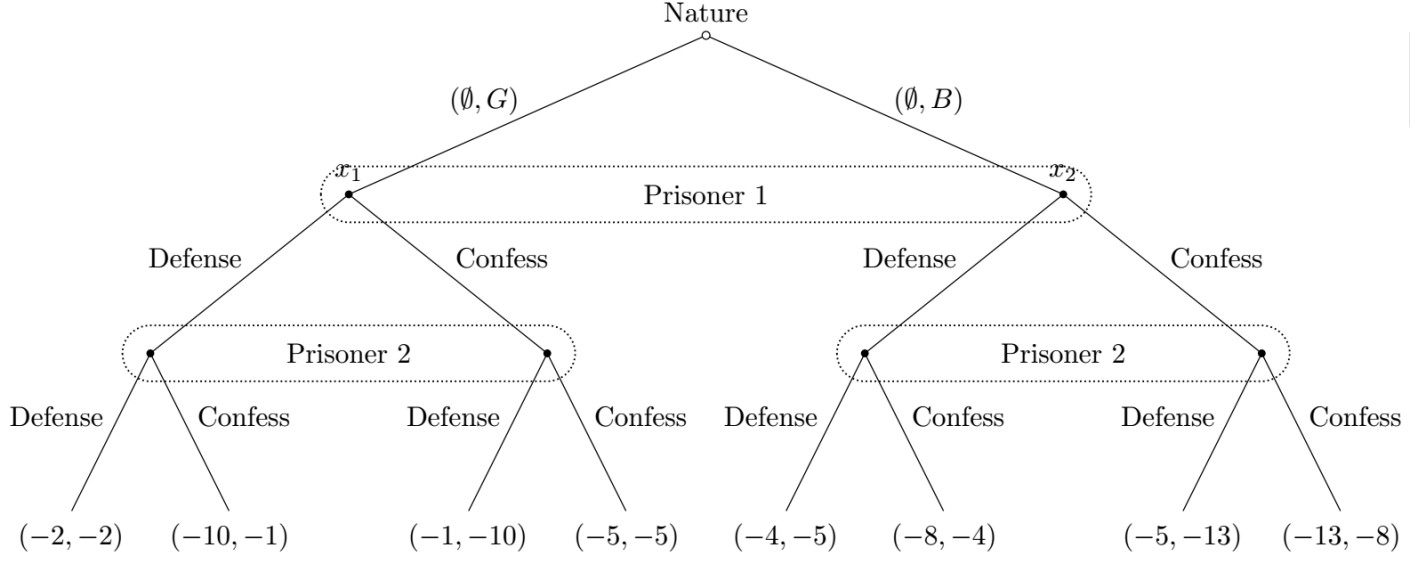 Nature
(∅, G) (∅, B)
x₁ Prisoner 1 x₂
Defense Confess Defense Confess
Prisoner 2 Prisoner 2
Defense Confess Defense Confess Defense Confess Defense Confess
(−2, −2) (−10, −1) (−1, −10) (−5, −5) (−4, −5) (−8, −4) (−5, −13) (−13, −8)